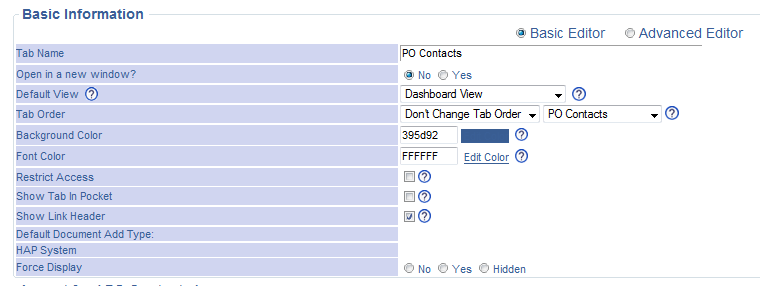 Basic Information
Basic Editor Advanced Editor
Tab Name PO Contacts
Open in a new window? No Yes
Default View ? Dashboard View ?
Tab Order Don't Change Tab Order PO Contacts ?
Background Color 395d92 ?
Font Color FFFFFF Edit Color ?
Restrict Access ?
Show Tab In Pocket ?
Show Link Header ?
Default Document Add Type:
HAP System
Force Display No Yes Hidden